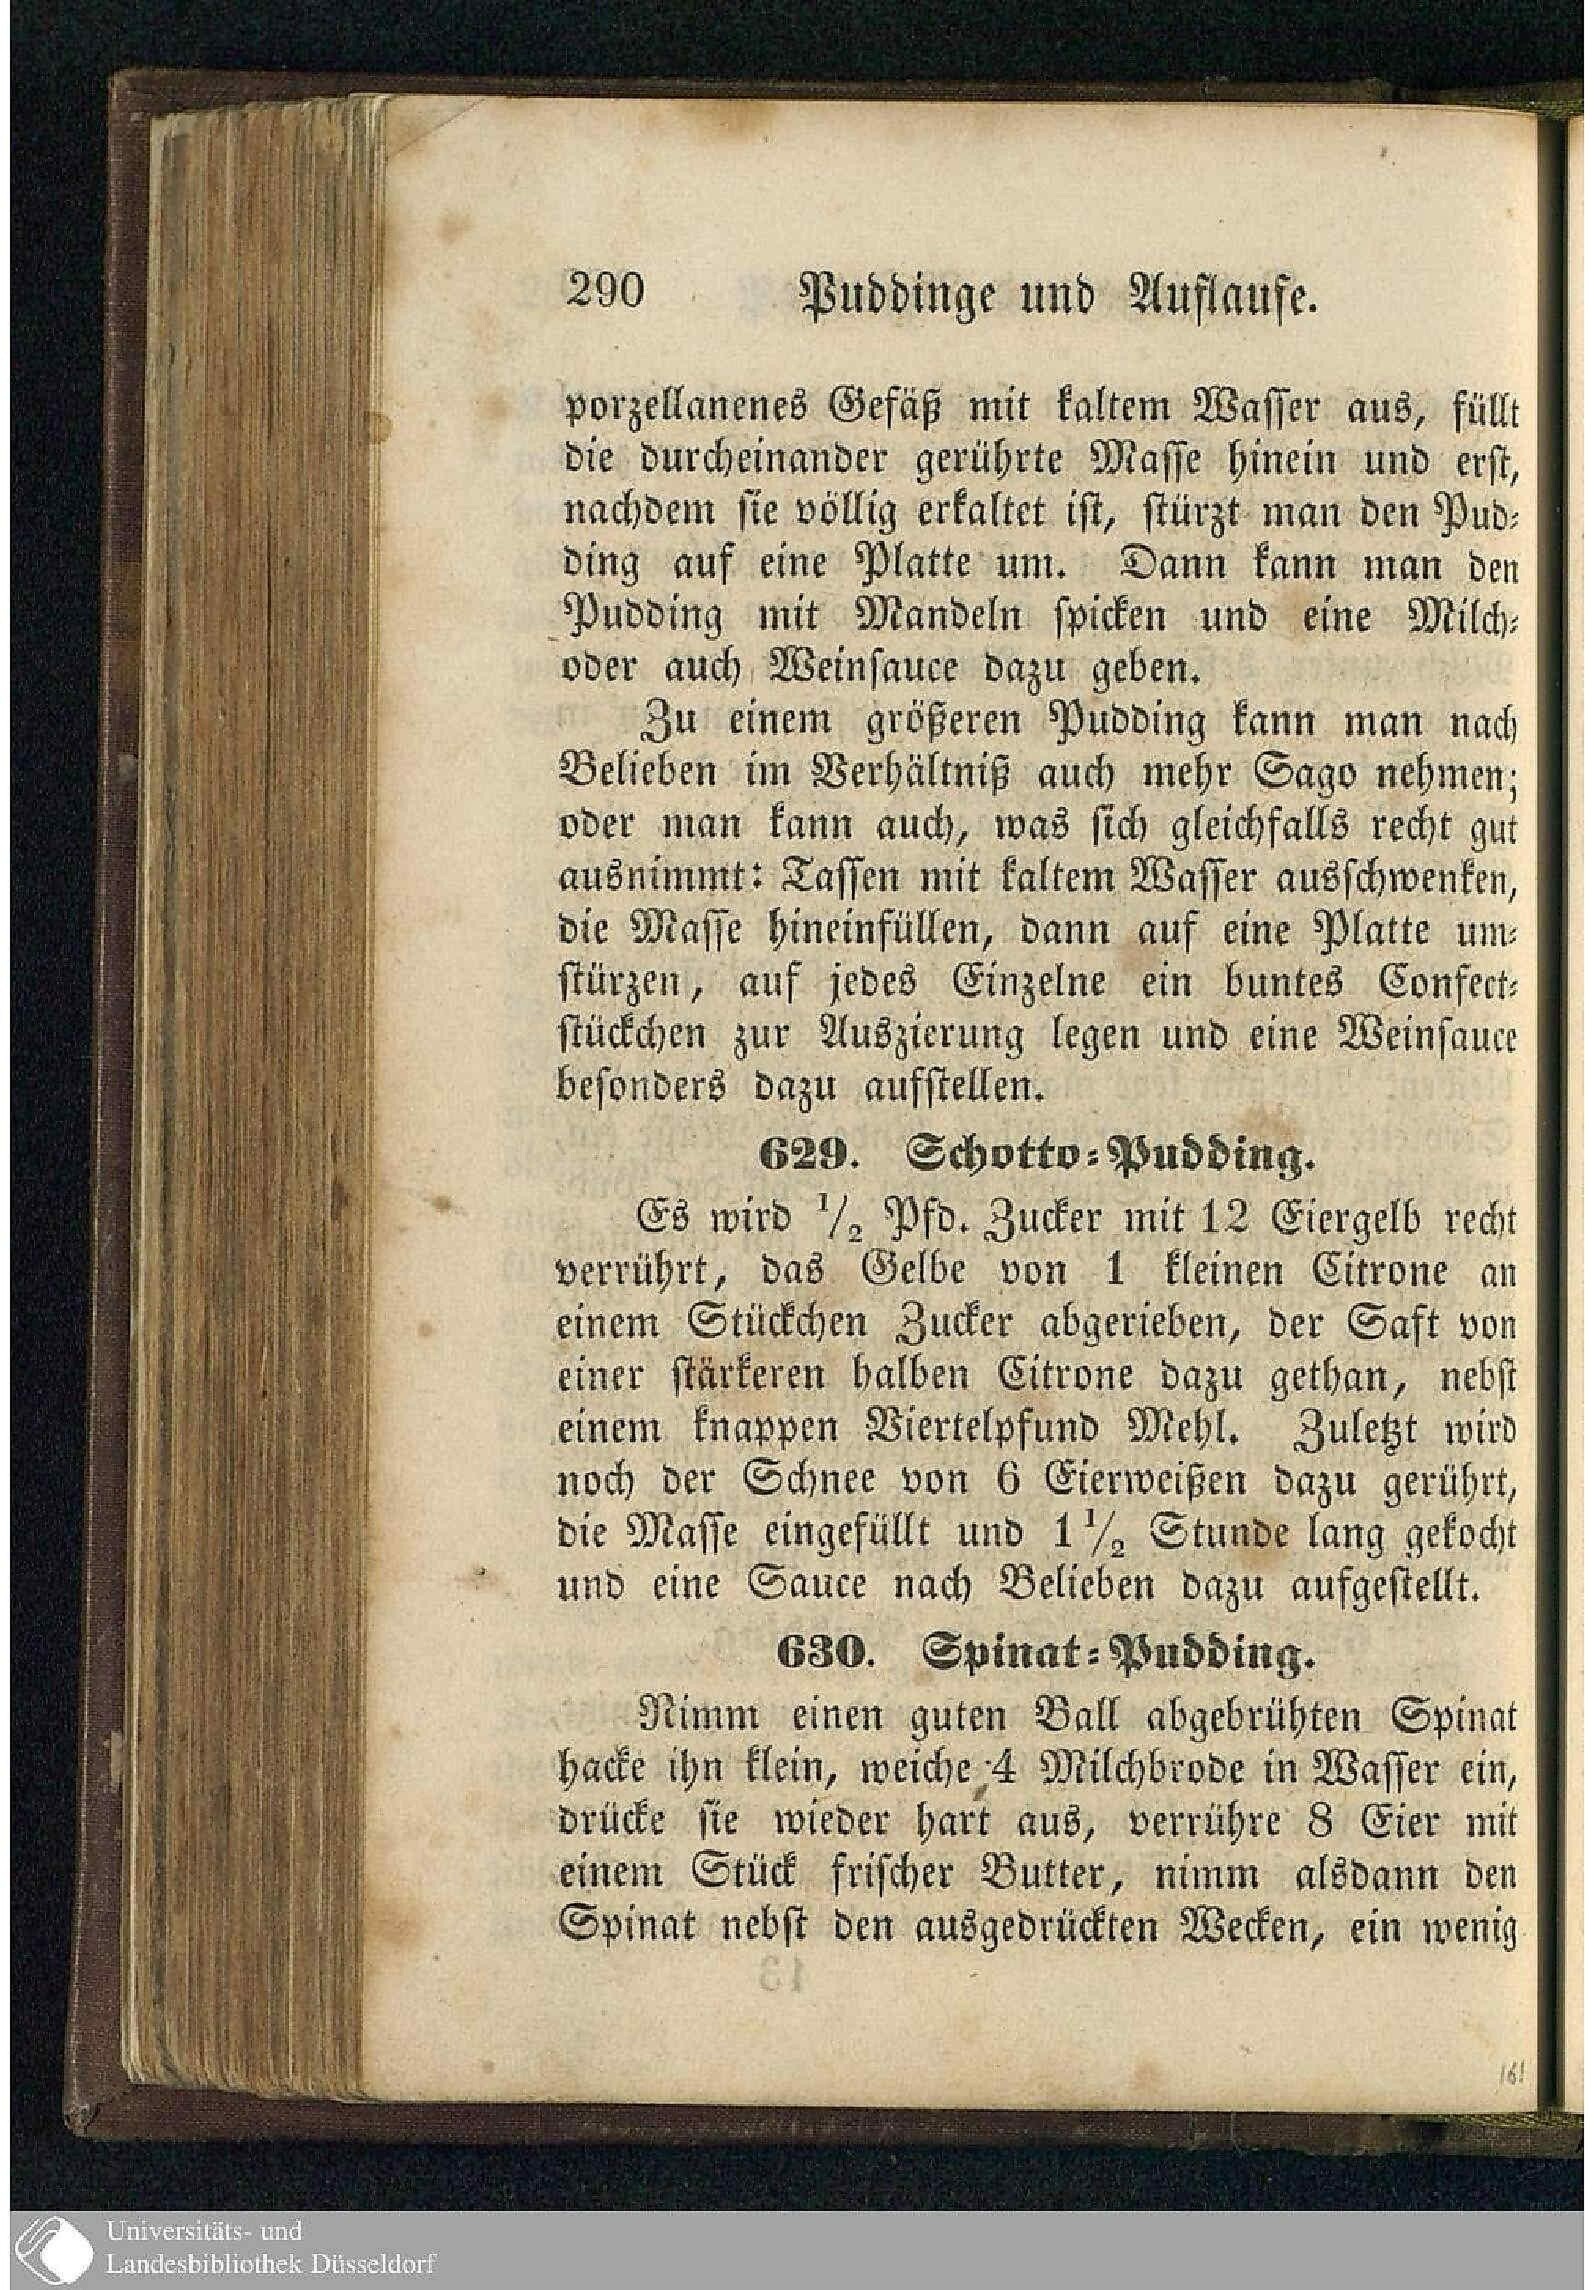 290 Puddinge und Auflaufe.
porzellanenes Gefäß mit kaltem Wasser aus, füllt
die durcheinander gerührte Masse hinein und erst,
nachdem sie völlig erkaltet ist, stürzt man den Pud-
ding auf eine Platte um. Dann kann man den
Pudding mit Mandeln spicken und eine Milch-
oder auch Weinsauce dazu geben.
Zu einem größeren Pudding kann man nach
Belieben im Verhältniß auch mehr Sago nehmen;
oder man kann auch, was sich gleichfalls recht gut
ausnimmt: Tassen mit kaltem Wasser ausschwenken,
die Masse hineinfüllen, dann auf eine Platte um-
stürzen, auf jedes Einzelne ein buntes Confect-
stückchen zur Auszierung legen und eine Weinsauce
besonders dazu aufstellen.
629. Schotto-Pudding.
Es wird 1/2 Pfd. Zucker mit 12 Eiergelb recht
verrührt, das Gelbe von 1 kleinen Citrone an
einem Stückchen Zucker abgerieben, der Saft von
einer stärkeren halben Citrone dazu gethan, nebst
einem knappen Viertelpfund Mehl. Zuletzt wird
noch der Schnee von 6 Eierweißen dazu gerührt,
die Masse eingefüllt und 1 1/2 Stunde lang gekocht
und eine Sauce nach Belieben dazu aufgestellt.
630. Spinat-Pudding.
Nimm einen guten Ball abgebrühten Spinat
hacke ihn klein, weiche 4 Milchbrode in Wasser ein,
drücke sie wieder hart aus, verrühre 8 Eier mit
einem Stück frischer Butter, nimm alsdann den
Spinat nebst den ausgedrückten Wecken, ein wenig
161
Universitäts- und
Landesbibliothek Düsseldorf